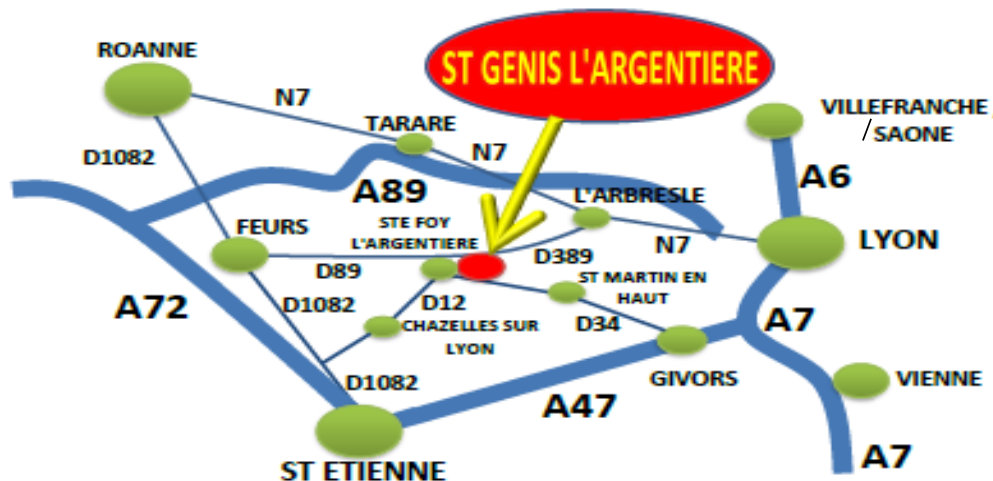 ROANNE
ST GENIS L'ARGENTIERE
N7
VILLEFRANCHE
/ SAONE
TARARE
D1082
N7
A6
A89
L'ARBRESLE
STE FOY
L'ARGENTIERE
FEURS
N7
LYON
D89
D389
ST MARTIN EN
HAUT
A72
D1082
D12
CHAZELLES SUR
LYON
D34
A7
D1082
GIVORS
VIENNE
A47
ST ETIENNE
A7